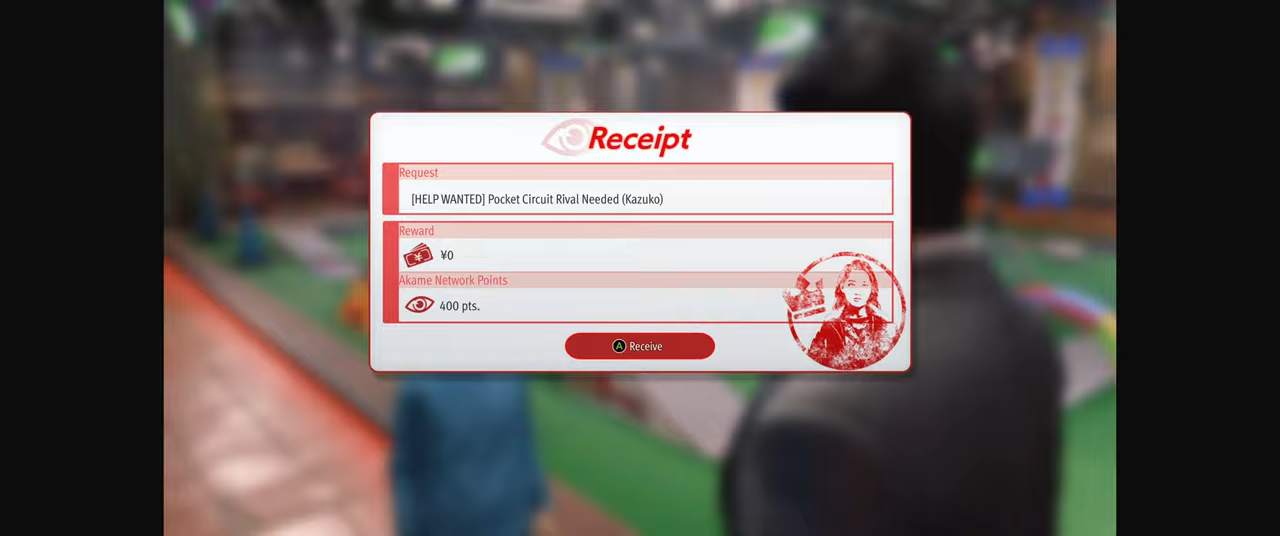 Receipt
Request
[HELP WANTED] Pocket Circuit Rival Needed (Kazuko)
Reward
¥0
Akame Network Points
400 pts.
A Receive